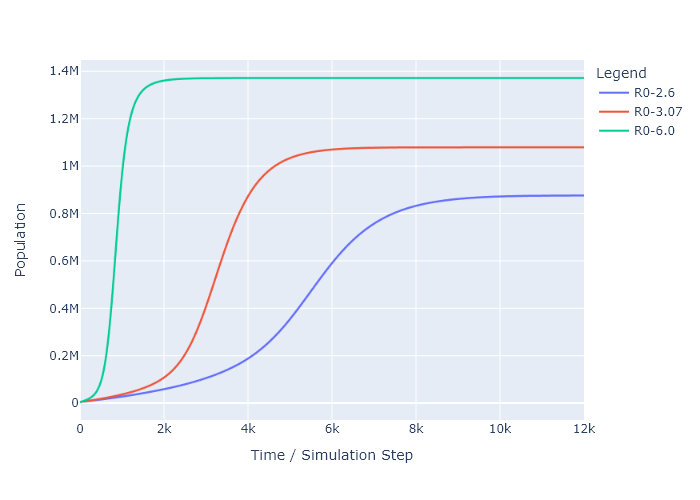 1.4M
1.2M
1M
0.8M
0.6M
0.4M
0.2M
0
Population
0 2k 4k 6k 8k 10k 12k
Time / Simulation Step
Legend
R0-2.6
R0-3.07
R0-6.0